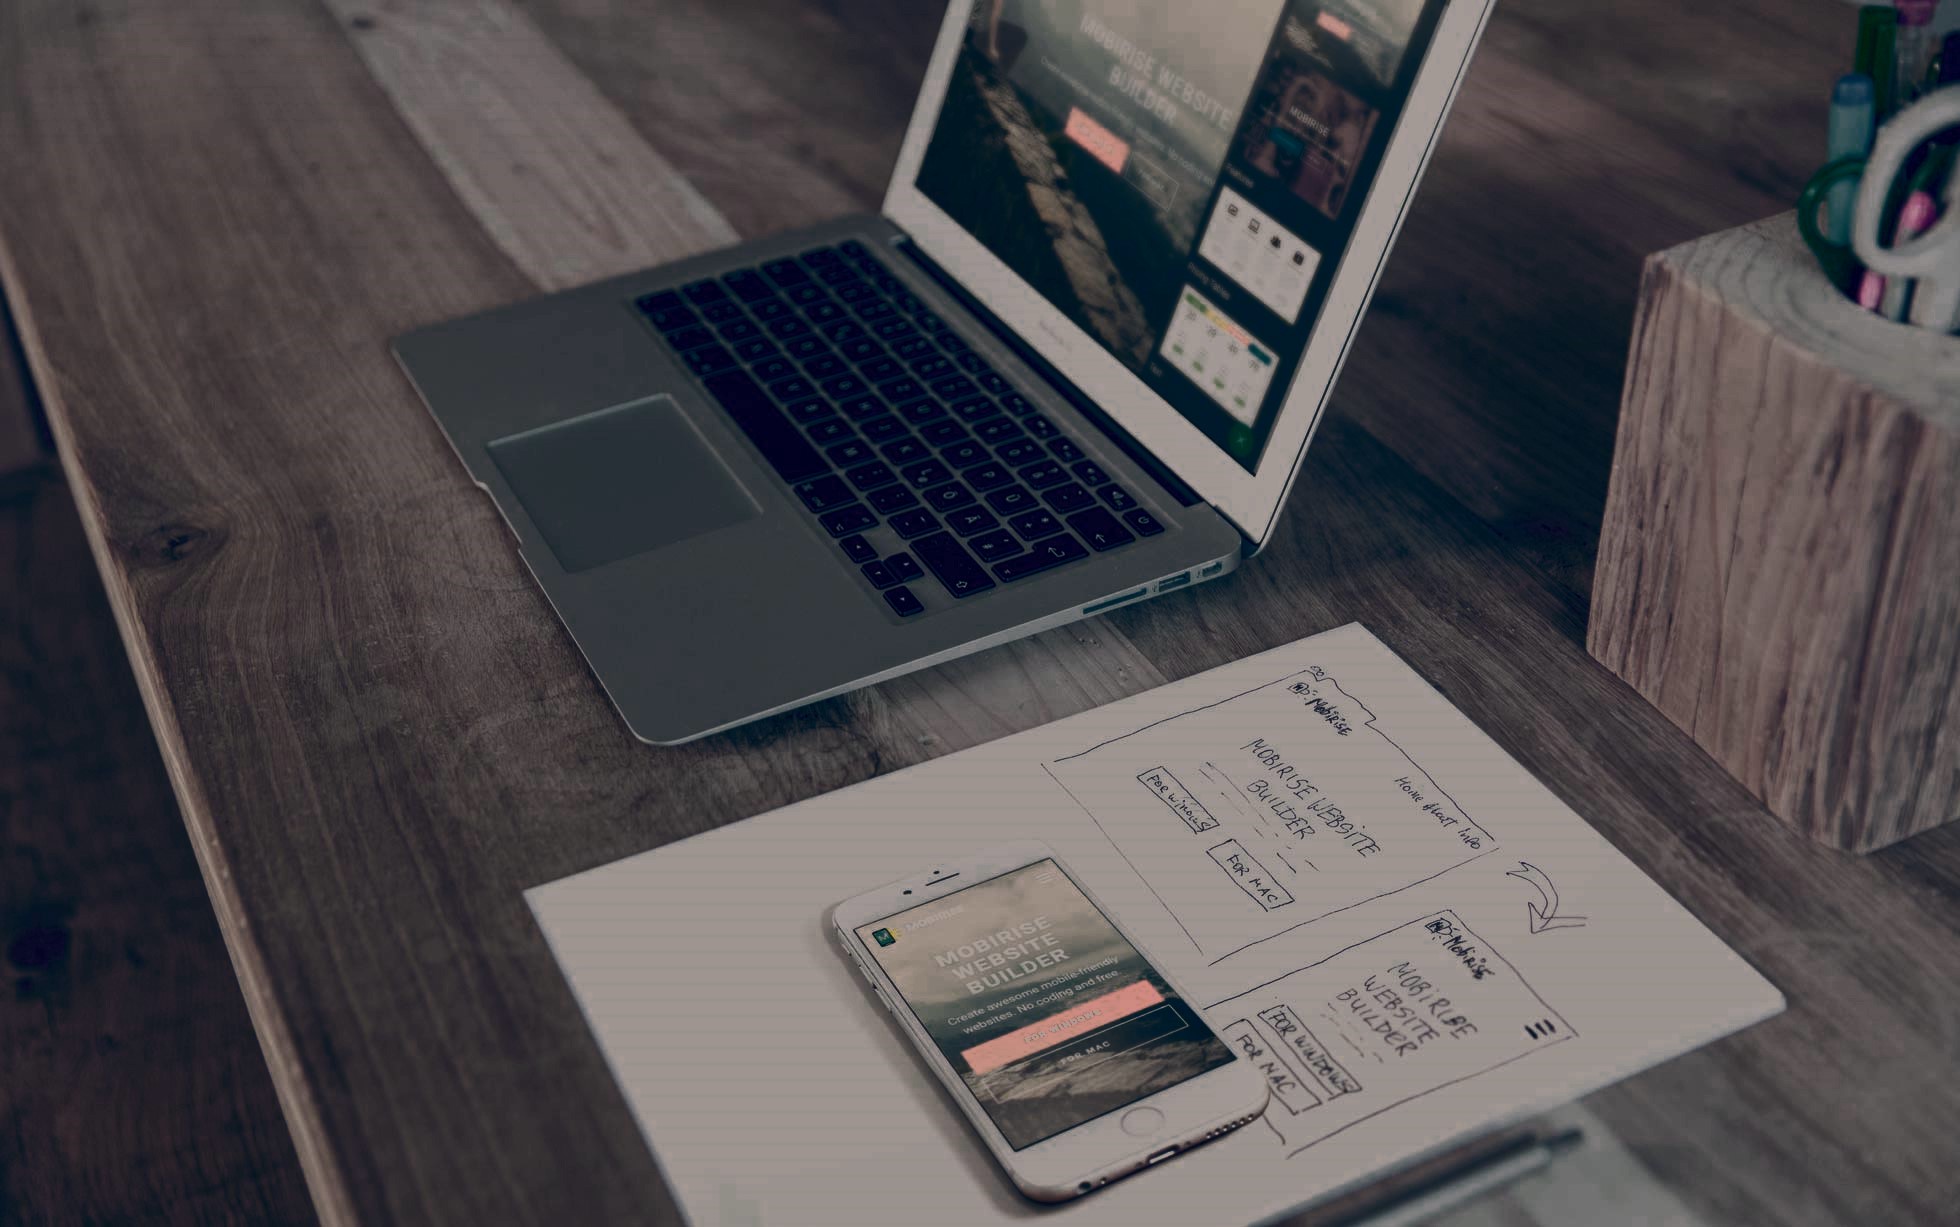 MOBIRISE WEBSITE
BUILDER
MOBIRISE
Mobirise
Home About Info
MOBIRISE WEBSITE
BUILDER
FOR WINDOWS
FOR MAC
Mobirise
MOBIRIBE
WEBSITE
BUILDER
FOR WINDOWS
FOR MAC
MOBIRISE
MOBIRISE
WEBSITE
BUILDER
Create awesome mobile-friendly
websites. No coding and free.
FOR WINDOWS
FOR MAC